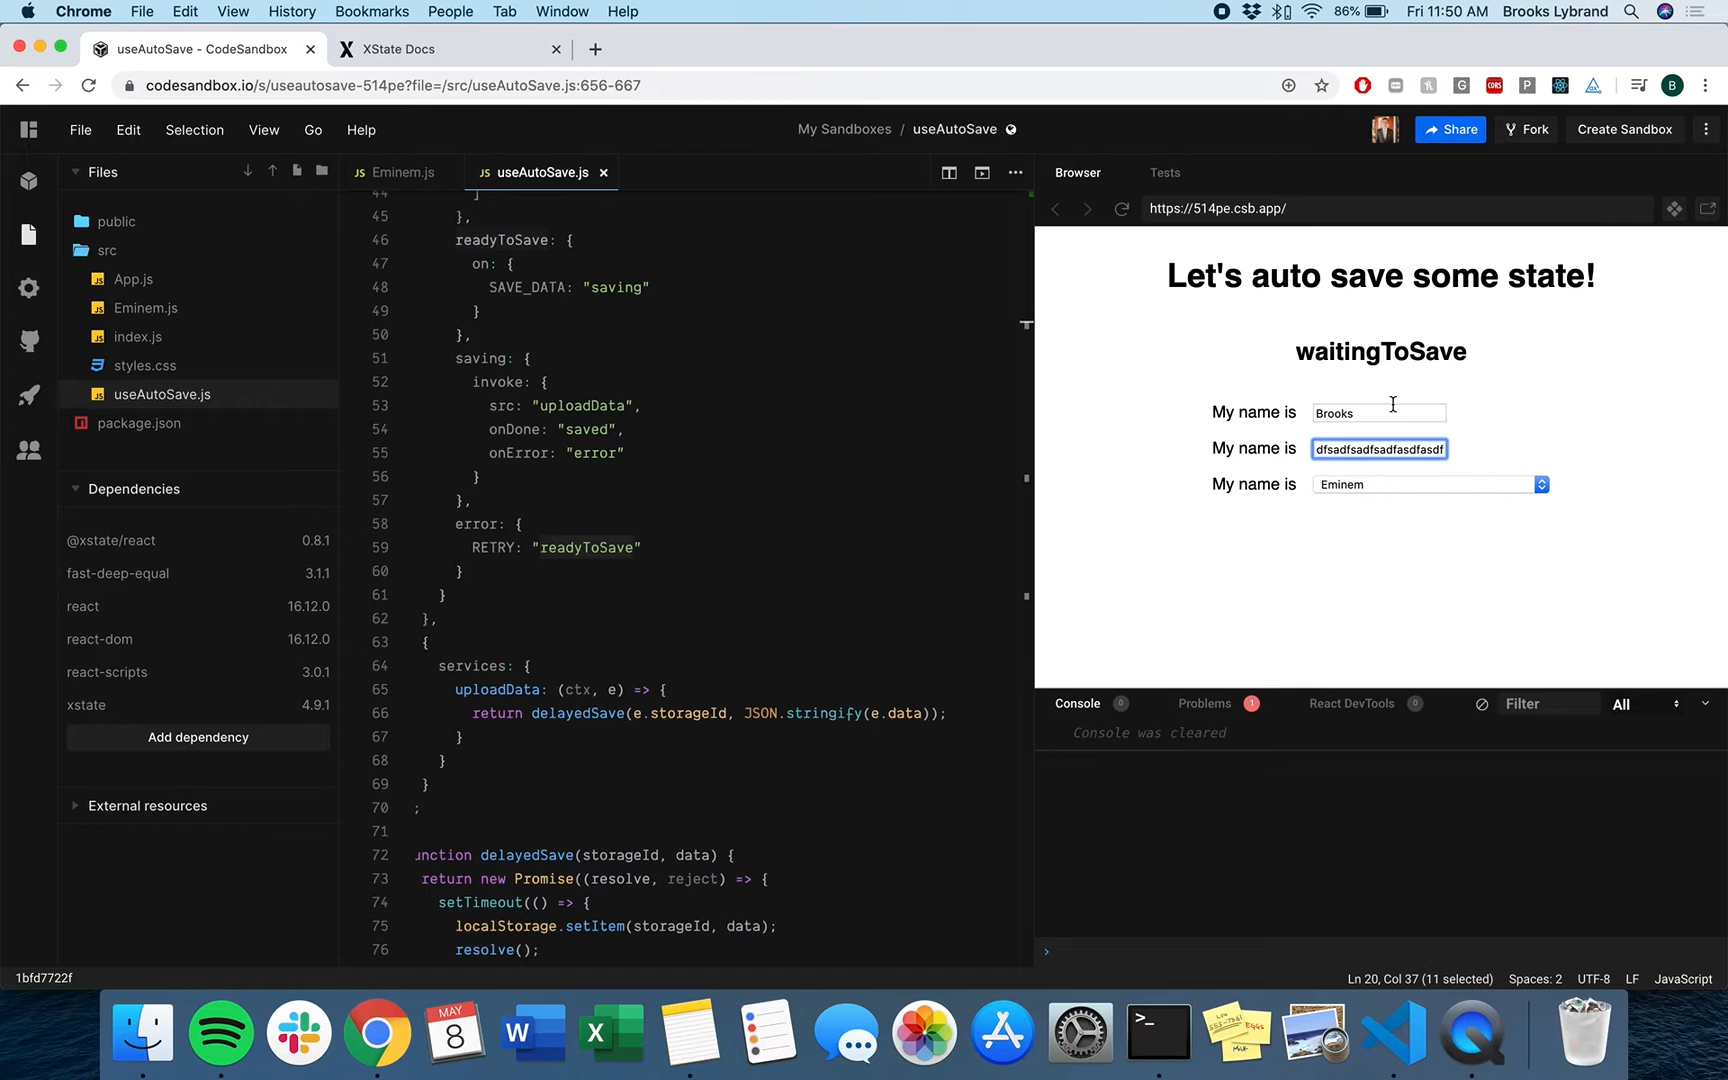 Chrome File Edit View History Bookmarks People Tab Window Help 86% Fri 11:50 AM Brooks Lybrand
useAutoSave - CodeSandbox XState Docs
codesandbox.io/s/useautosave-514pe?file=/src/useAutoSave.js:656-667
File Edit Selection View Go Help My Sandboxes / useAutoSave Share Fork Create Sandbox
Files
public
src
App.js
Eminem.js
index.js
styles.css
useAutoSave.js
package.json
Dependencies
@xstate/react 0.8.1
fast-deep-equal 3.1.1
react 16.12.0
react-dom 16.12.0
react-scripts 3.0.1
xstate 4.9.1
Add dependency
External resources
JS Eminem.js JS useAutoSave.js
44 ]
45 },
46 readyToSave: {
47 on: {
48 SAVE_DATA: "saving"
49 }
50 },
51 saving: {
52 invoke: {
53 src: "uploadData",
54 onDone: "saved",
55 onError: "error"
56 }
57 },
58 error: {
59 RETRY: "readyToSave"
60 }
61 }
62 },
63 {
64 services: {
65 uploadData: (ctx, e) => {
66 return delayedSave(e.storageId, JSON.stringify(e.data));
67 }
68 }
69 }
70 ;
71
72 unction delayedSave(storageId, data) {
73 return new Promise((resolve, reject) => {
74 setTimeout(() => {
75 localStorage.setItem(storageId, data);
76 resolve();
Browser Tests
https://514pe.csb.app/
Let's auto save some state!
waitingToSave
My name is Brooks
My name is dfsadfsadfsadfasdfasdf
My name is Eminem
Console 0 Problems 1 React DevTools 0 Filter All
Console was cleared
1bfd7722f Ln 20, Col 37 (11 selected) Spaces: 2 UTF-8 LF JavaScript
MAY
8